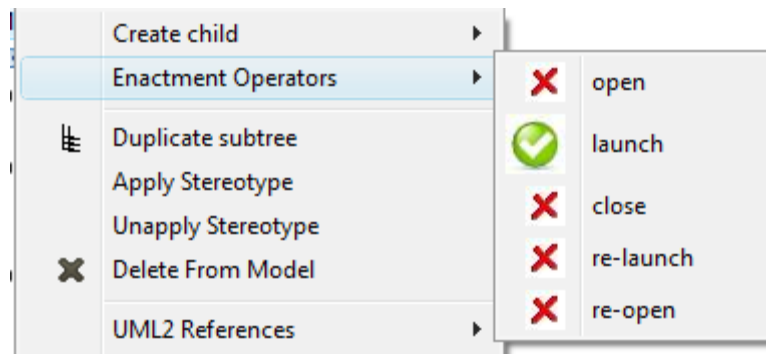 Create child
Enactment Operators
Duplicate subtree
Apply Stereotype
Unapply Stereotype
Delete From Model
UML2 References
open
launch
close
re-launch
re-open